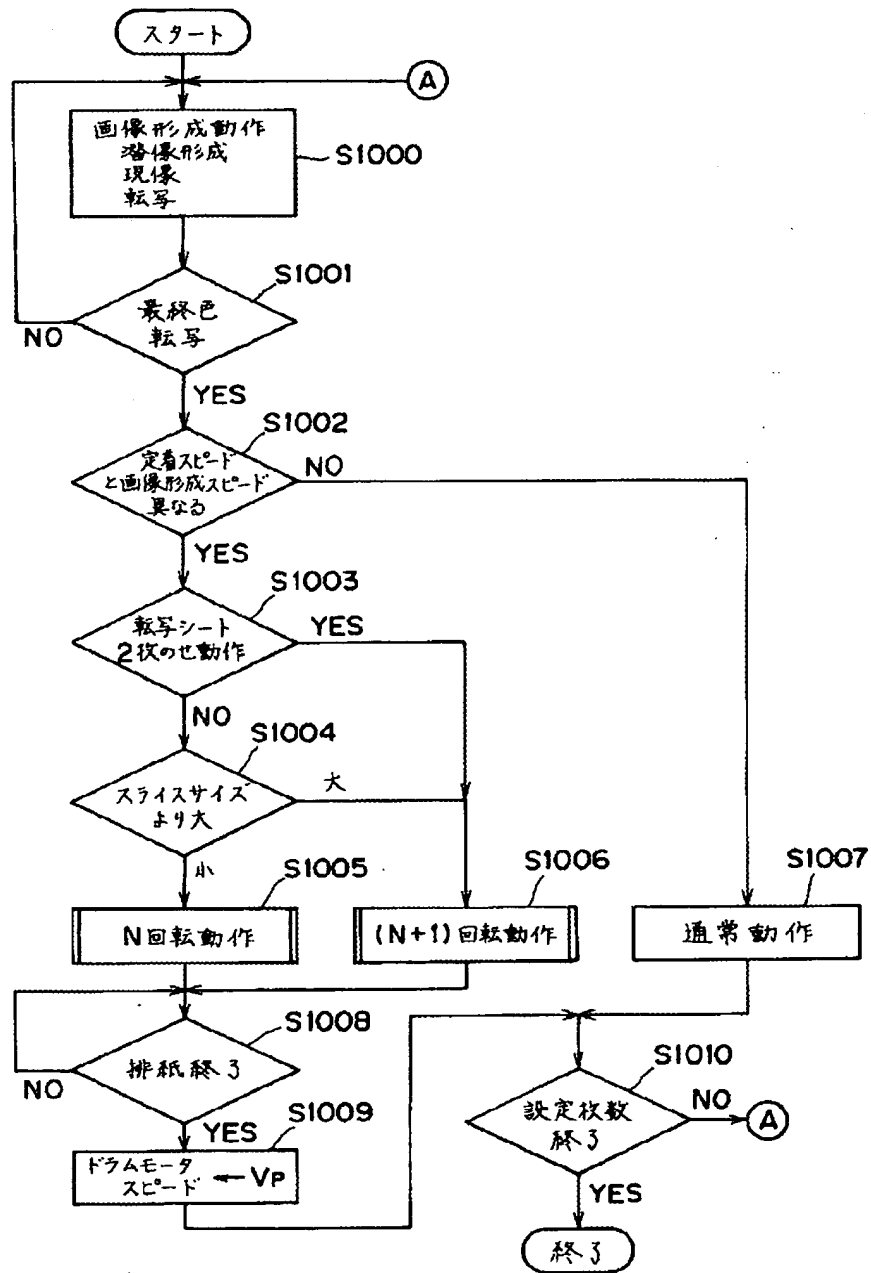 スタート
A
画像形成動作
潜像形成
現像
転写
S1000
S1001
最終色
転写
NO
YES
S1002
定着スピード
と画像形成スピード
異なる
NO
YES
S1003
転写シート
2枚のせ動作
YES
NO
S1004
スライスサイズ
より大
大
小
S1005
N回転動作
S1006
(N+1)回転動作
S1007
通常動作
S1008
排紙終了
NO
YES
S1009
ドラムモータ
スピード ← VP
S1010
設定枚数
終了
NO
A
YES
終了